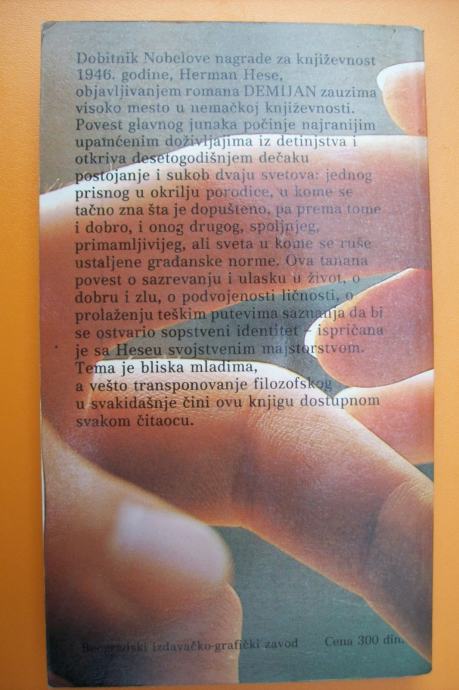 Dobitnik Nobelove nagrade za književnost
1946. godine, Herman Hese,
objavljivanjem romana DEMIJAN zauzima
visoko mesto u nemačkoj književnosti.
Povest glavnog junaka počinje najranijim
upamćenim doživljajima iz detinjstva i
otkriva desetogodišnjem dečaku
postojanje i sukob dvaju svetova: jednog
prisnog u okrilju porodice, u kome se
tačno zna šta je dopušteno, pa prema tome
i dobro, i onog drugog, spoljnjeg,
primamljivijeg, ali sveta u kome se ruše
ustaljene građanske norme. Ova tanana
povest o sazrevanju i ulasku u život, o
dobru i zlu, o podvojenosti ličnosti, o
prolaženju teškim putevima saznanja da bi
se ostvario sopstveni identitet – ispričana
je sa Heseu svojstvenim majstorstvom.
Tema je bliska mladima,
a vešto transponovanje filozofskog
u svakidašnje čini ovu knjigu dostupnom
svakom čitaocu.
Beogradski izdavačko-grafički zavod Cena 300 din.